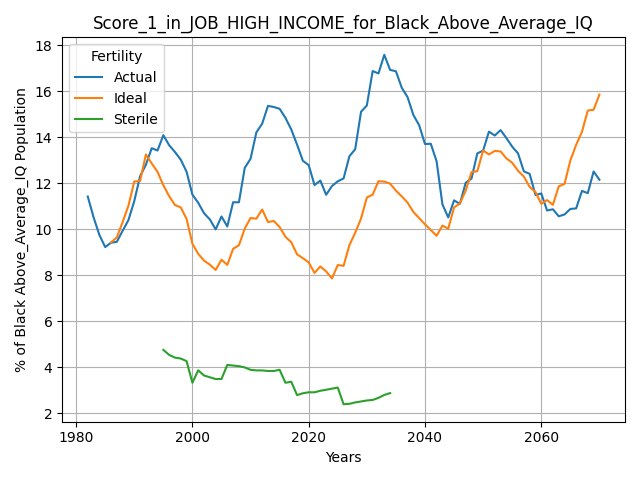 Score_1_in_JOB_HIGH_INCOME_for_Black_Above_Average_IQ
18
16
14
12
10
8
6
4
2
% of Black Above_Average_IQ Population
Fertility
Actual
Ideal
Sterile
1980
2000
2020
2040
2060
Years